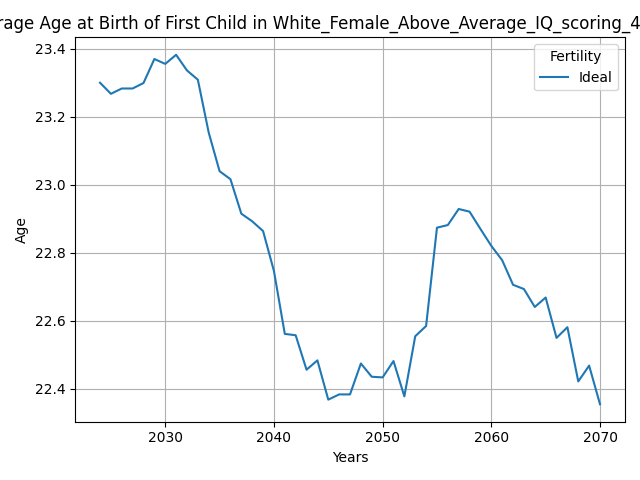 Age at Birth of First Child in White_Female_Above_Average_IQ_scoring_4
Fertility
Ideal
23.4
23.2
23.0
22.8
22.6
22.4
Age
2030 2040 2050 2060 2070
Years